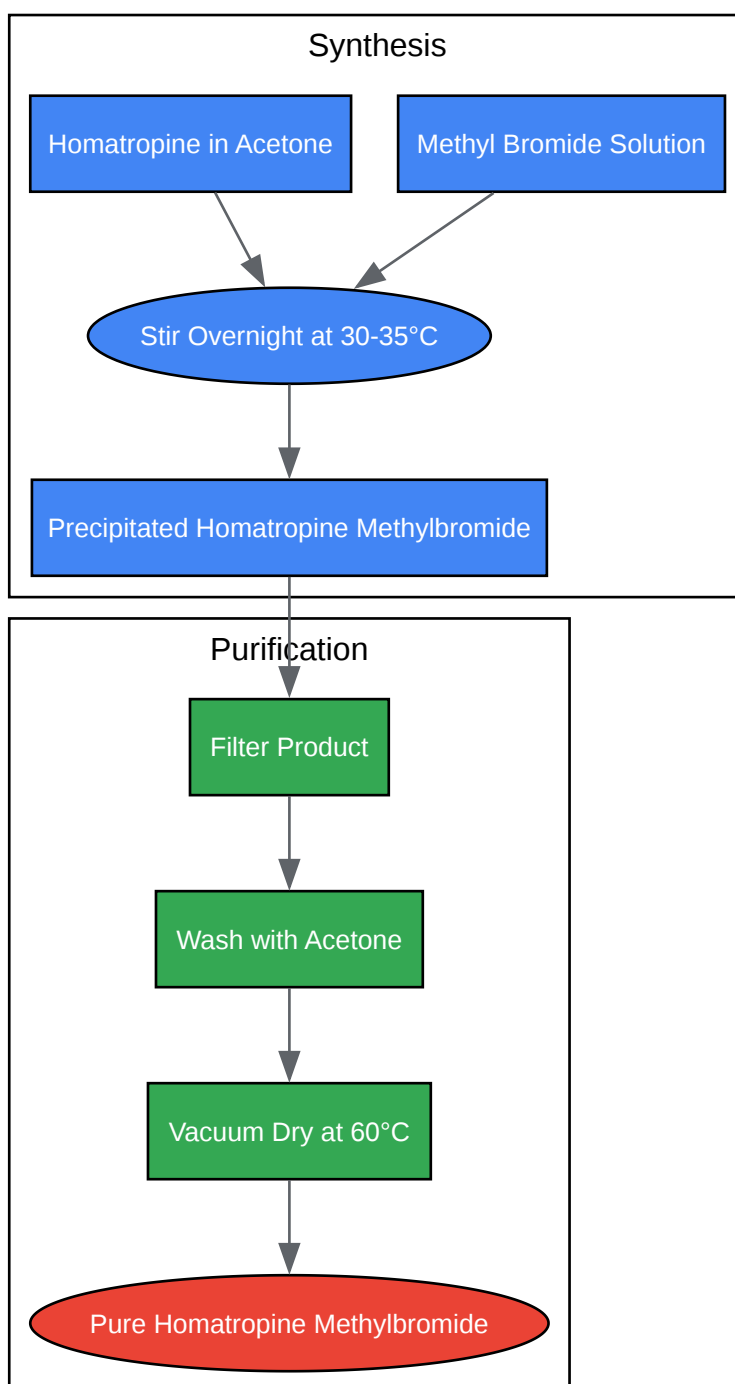 Synthesis
Homatropine in Acetone
Methyl Bromide Solution
Stir Overnight at 30-35°C
Precipitated Homatropine Methylbromide
Purification
Filter Product
Wash with Acetone
Vacuum Dry at 60°C
Pure Homatropine Methylbromide